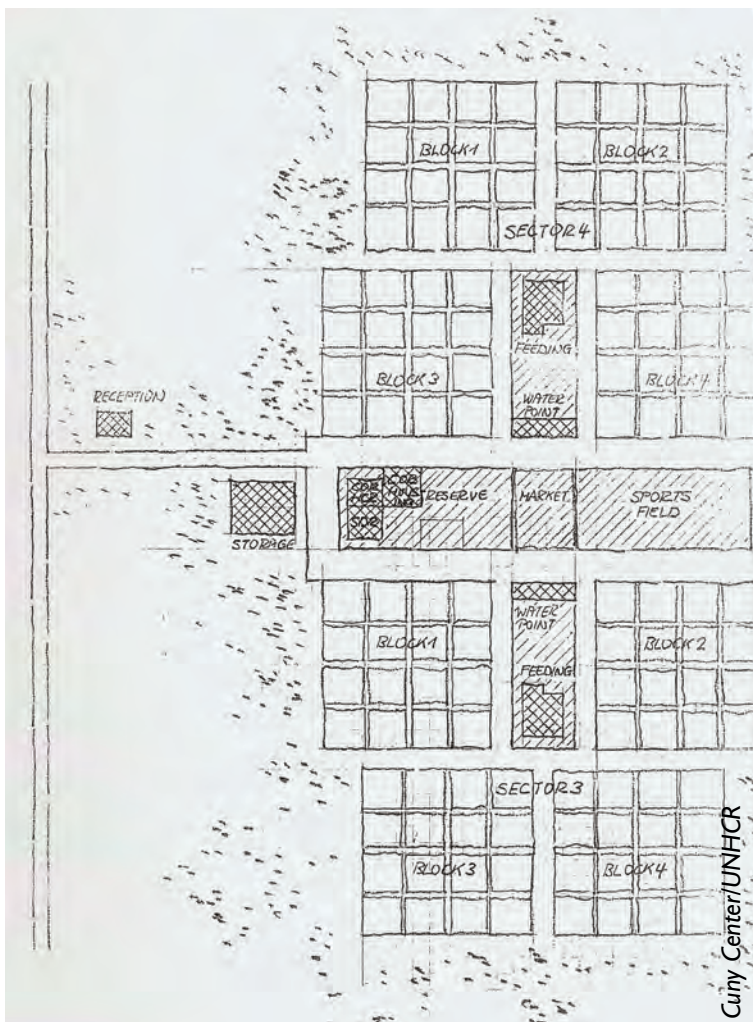 BLOCK1
BLOCK2
SECTOR4
FEEDING
BLOCK3
BLOCK4
RECEPTION
WATER
POINT
RESERVE
MARKET
SPORTS
FIELD
STORAGE
WATER
POINT
BLOCK1
BLOCK2
FEEDING
SECTOR3
BLOCK3
BLOCK4
Cuny Center/UNHCR